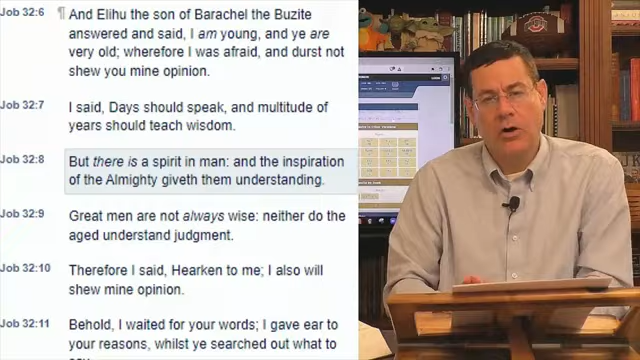 Job 32:6 ¶ And Elihu the son of Barachel the Buzite
answered and said, I am young, and ye are
very old; wherefore I was afraid, and durst not
shew you mine opinion.
Job 32:7 I said, Days should speak, and multitude of
years should teach wisdom.
Job 32:8 But there is a spirit in man: and the inspiration
of the Almighty giveth them understanding.
Job 32:9 Great men are not always wise: neither do the
aged understand judgment.
Job 32:10 Therefore I said, Hearken to me; I also will
shew mine opinion.
Job 32:11 Behold, I waited for your words; I gave ear to
your reasons, whilst ye searched out what to